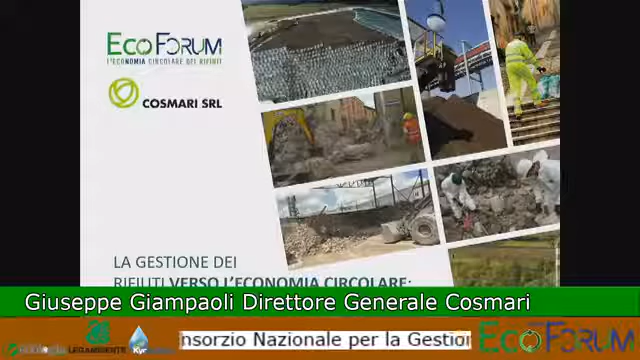 ECOFORUM
L'ECONOMIA CIRCOLARE DEI RIFIUTI
COSMARI SRL
LA GESTIONE DEI
RIFIUTI VERSO L'ECONOMIA CIRCOLARE:
Giuseppe Giampaoli Direttore Generale Cosmari
LEGAMBIENTE
Kyoto
nsorzio Nazionale per la Gestion
ECOFORUM